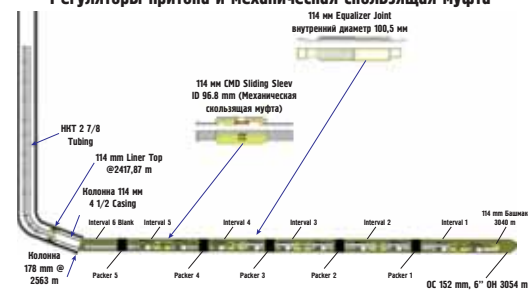 Регуляторы притока и механическая скользящая муфта
114 мм Equalizer Joint
внутренний диаметр 100,5 мм
114 мм CMD Sliding Sleev
ID 96.8 mm (Механическая
скользящая муфта)
НКТ 2 7/8
Tubing
114 mm Liner Top
@2417,87 m
Колонна 114 мм
4 1/2 Casing
Interval 6 Blank
Interval 5
Interval 4
Interval 3
Interval 2
Interval 1
114 mm Башмак
3040 m
Колонна
178 mm @
2563 m
Packer 5
Packer 4
Packer 3
Packer 2
Packer 1
ОС 152 mm, 6'' OH 3054 m